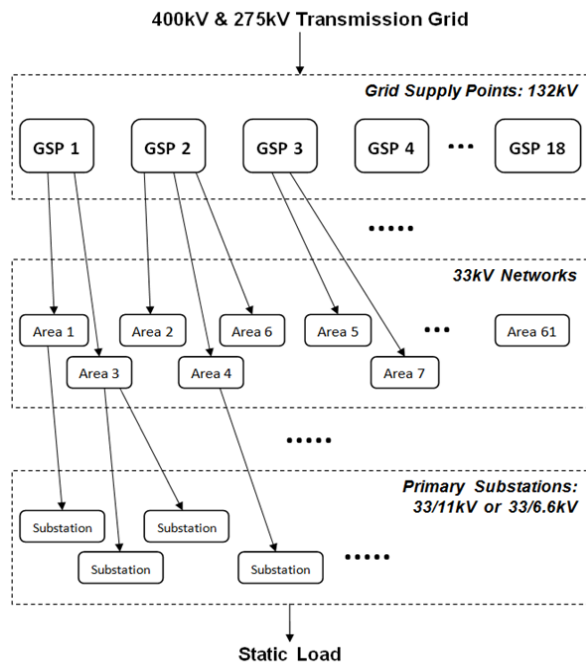 400kV & 275kV Transmission Grid
Grid Supply Points: 132kV
GSP 1
GSP 2
GSP 3
GSP 4
•••
GSP 18
•••••
33kV Networks
Area 1
Area 2
Area 6
Area 5
•••
Area 61
Area 3
Area 4
Area 7
•••••
Primary Substations:
33/11kV or 33/6.6kV
Substation
Substation
Substation
Substation
•••••
Static Load